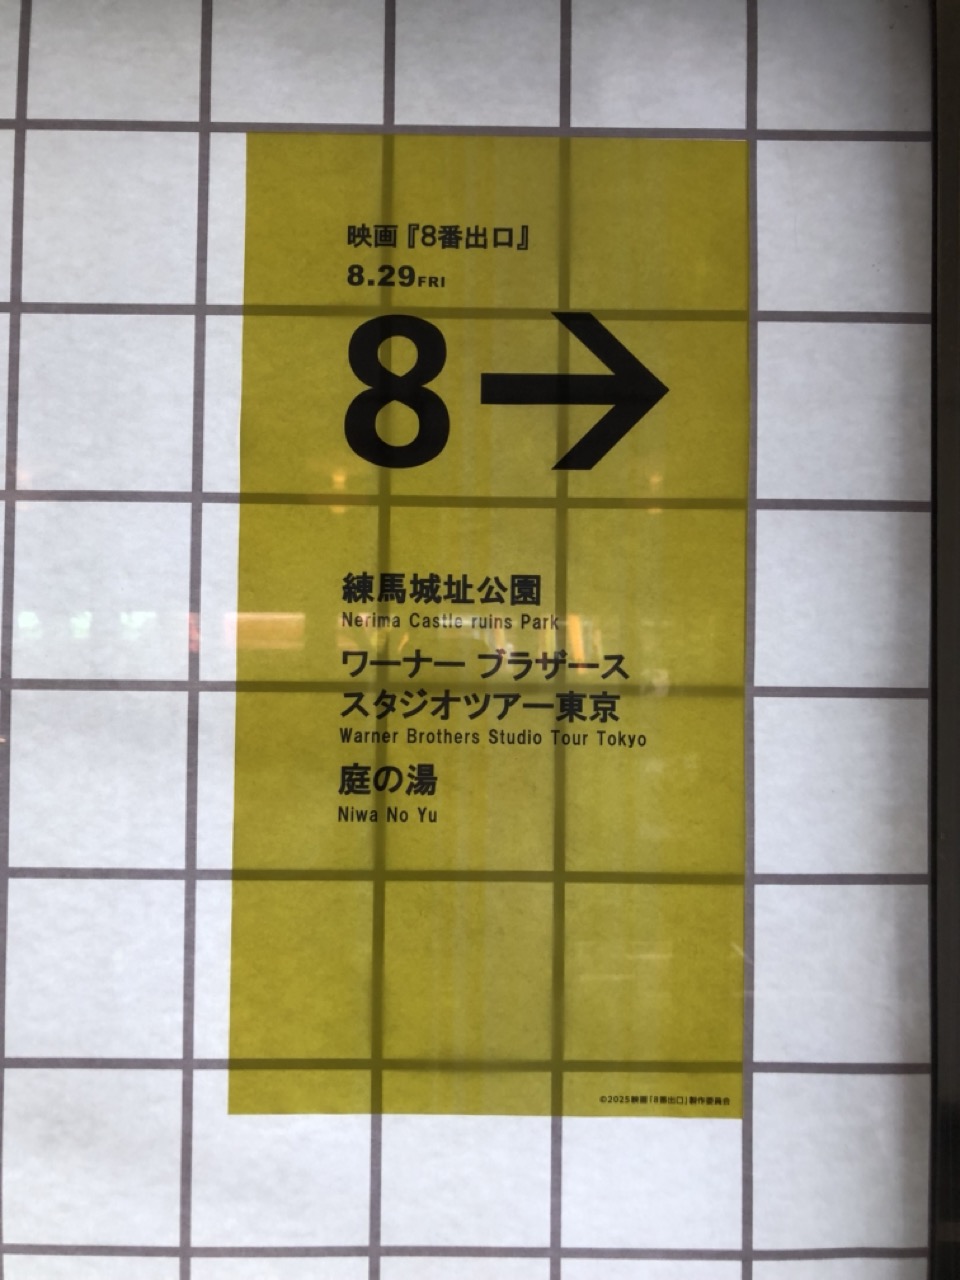 映画『8番出口』
8.29FRI
8→
練馬城址公園
Nerima Castle ruins Park
ワーナー ブラザース
スタジオツアー東京
Warner Brothers Studio Tour Tokyo
庭の湯
Niwa No Yu
©2025映画「8番出口」製作委員会